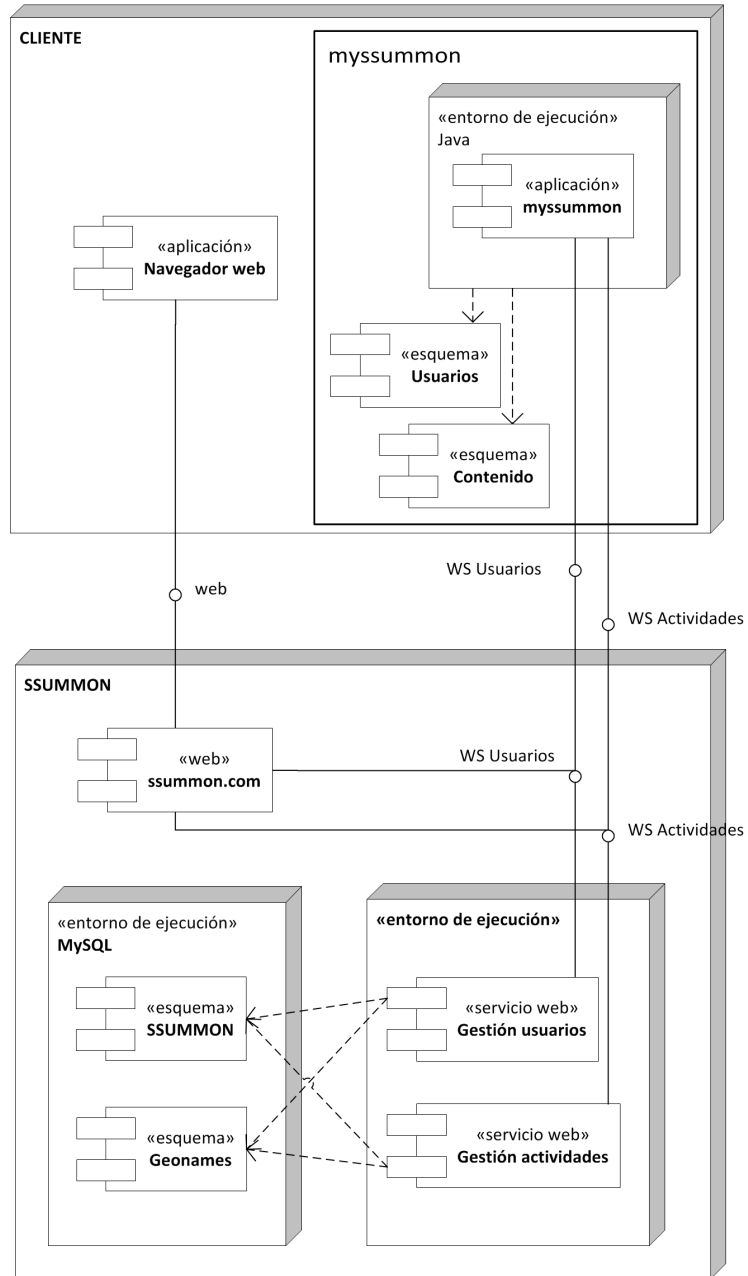 CLIENTE
myssummon
«entorno de ejecución»
Java
«aplicación»
myssummon
«aplicación»
Navegador web
«esquema»
Usuarios
«esquema»
Contenido
WS Usuarios
web
WS Actividades
SSUMMON
«web»
ssummon.com
WS Usuarios
WS Actividades
«entorno de ejecución»
MySQL
«entorno de ejecución»
«esquema»
SSUMMON
«servicio web»
Gestión usuarios
«esquema»
Geonames
«servicio web»
Gestión actividades